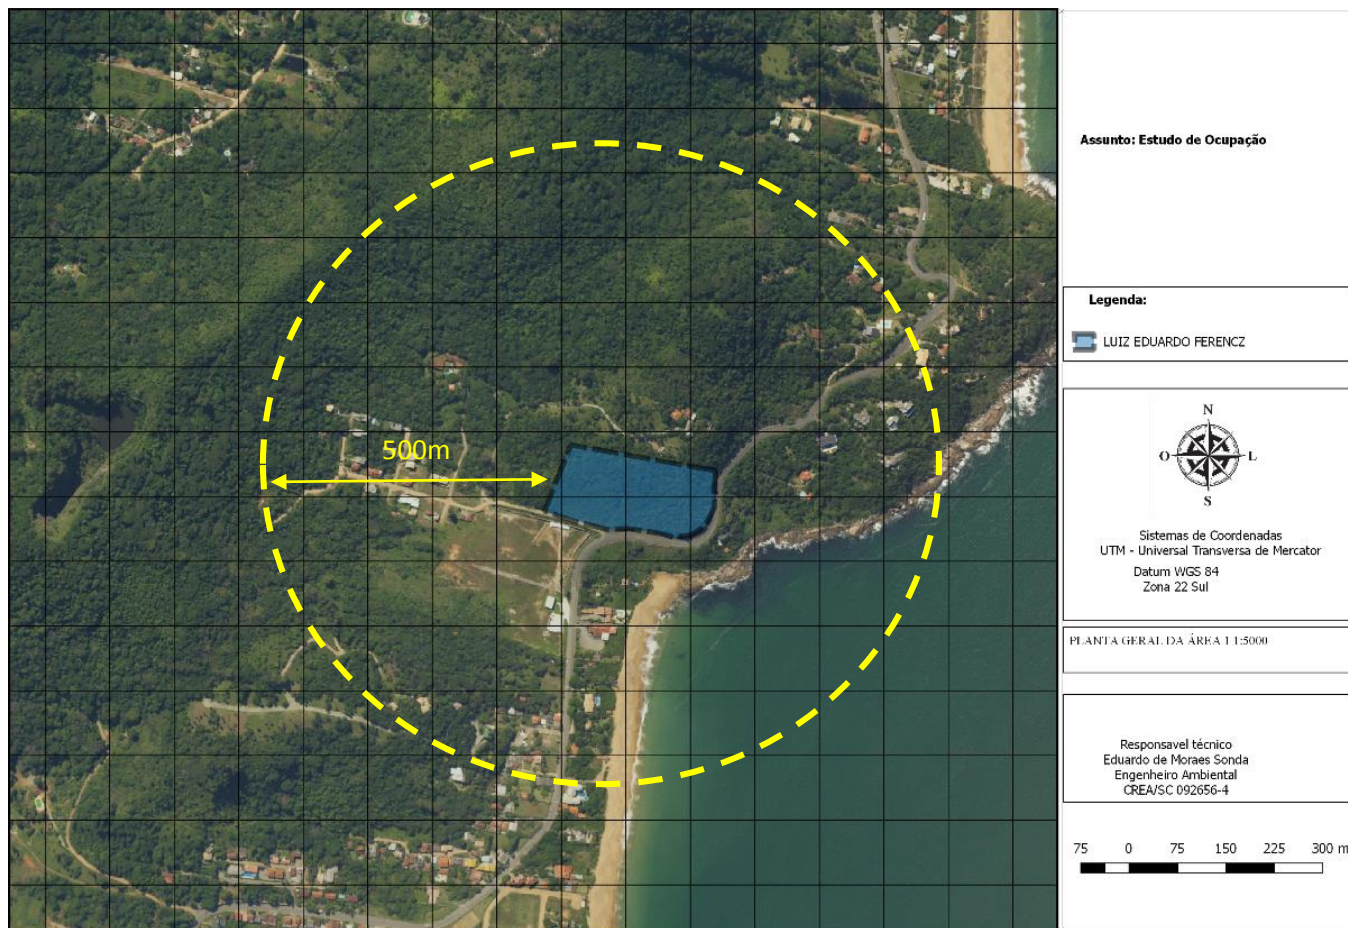 500m
Assunto: Estudo de Ocupação
Legenda:
LUIZ EDUARDO FERENCZ
N
O
L
S
Sistemas de Coordenadas
UTM - Universal Transversa de Mercator
Datum WGS 84
Zona 22 Sul
PLANTA GERAL DA ÁREA 1 1:5000
Responsavel técnico
Eduardo de Moraes Sonda
Engenheiro Ambiental
CREA/SC 092656-4
75 0 75 150 225 300 m